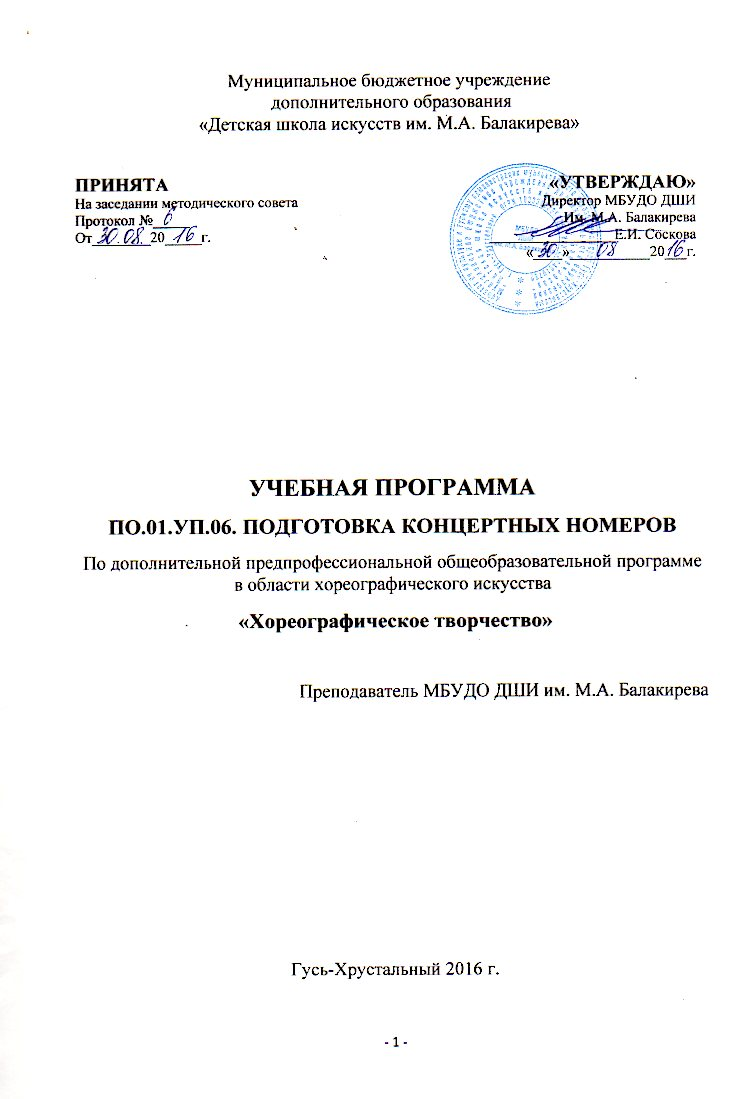 Муниципальное бюджетное учреждение
дополнительного образования
«Детская школа искусств им. М.А. Балакирева»
ПРИНЯТА
На заседании методического совета
Протокол № 6
От 30.08 2016 г.
«УТВЕРЖДАЮ»
Директор МБУДО ДШИ
Им. М.А. Балакирева
Е.И. Соскова
«30» 08 2016 г.
УЧЕБНАЯ ПРОГРАММА
ПО.01.УП.06. ПОДГОТОВКА КОНЦЕРТНЫХ НОМЕРОВ
По дополнительной предпрофессиональной общеобразовательной программе
в области хореографического искусства
«Хореографическое творчество»
Преподаватель МБУДО ДШИ им. М.А. Балакирева
Гусь-Хрустальный 2016 г.
- 1 -